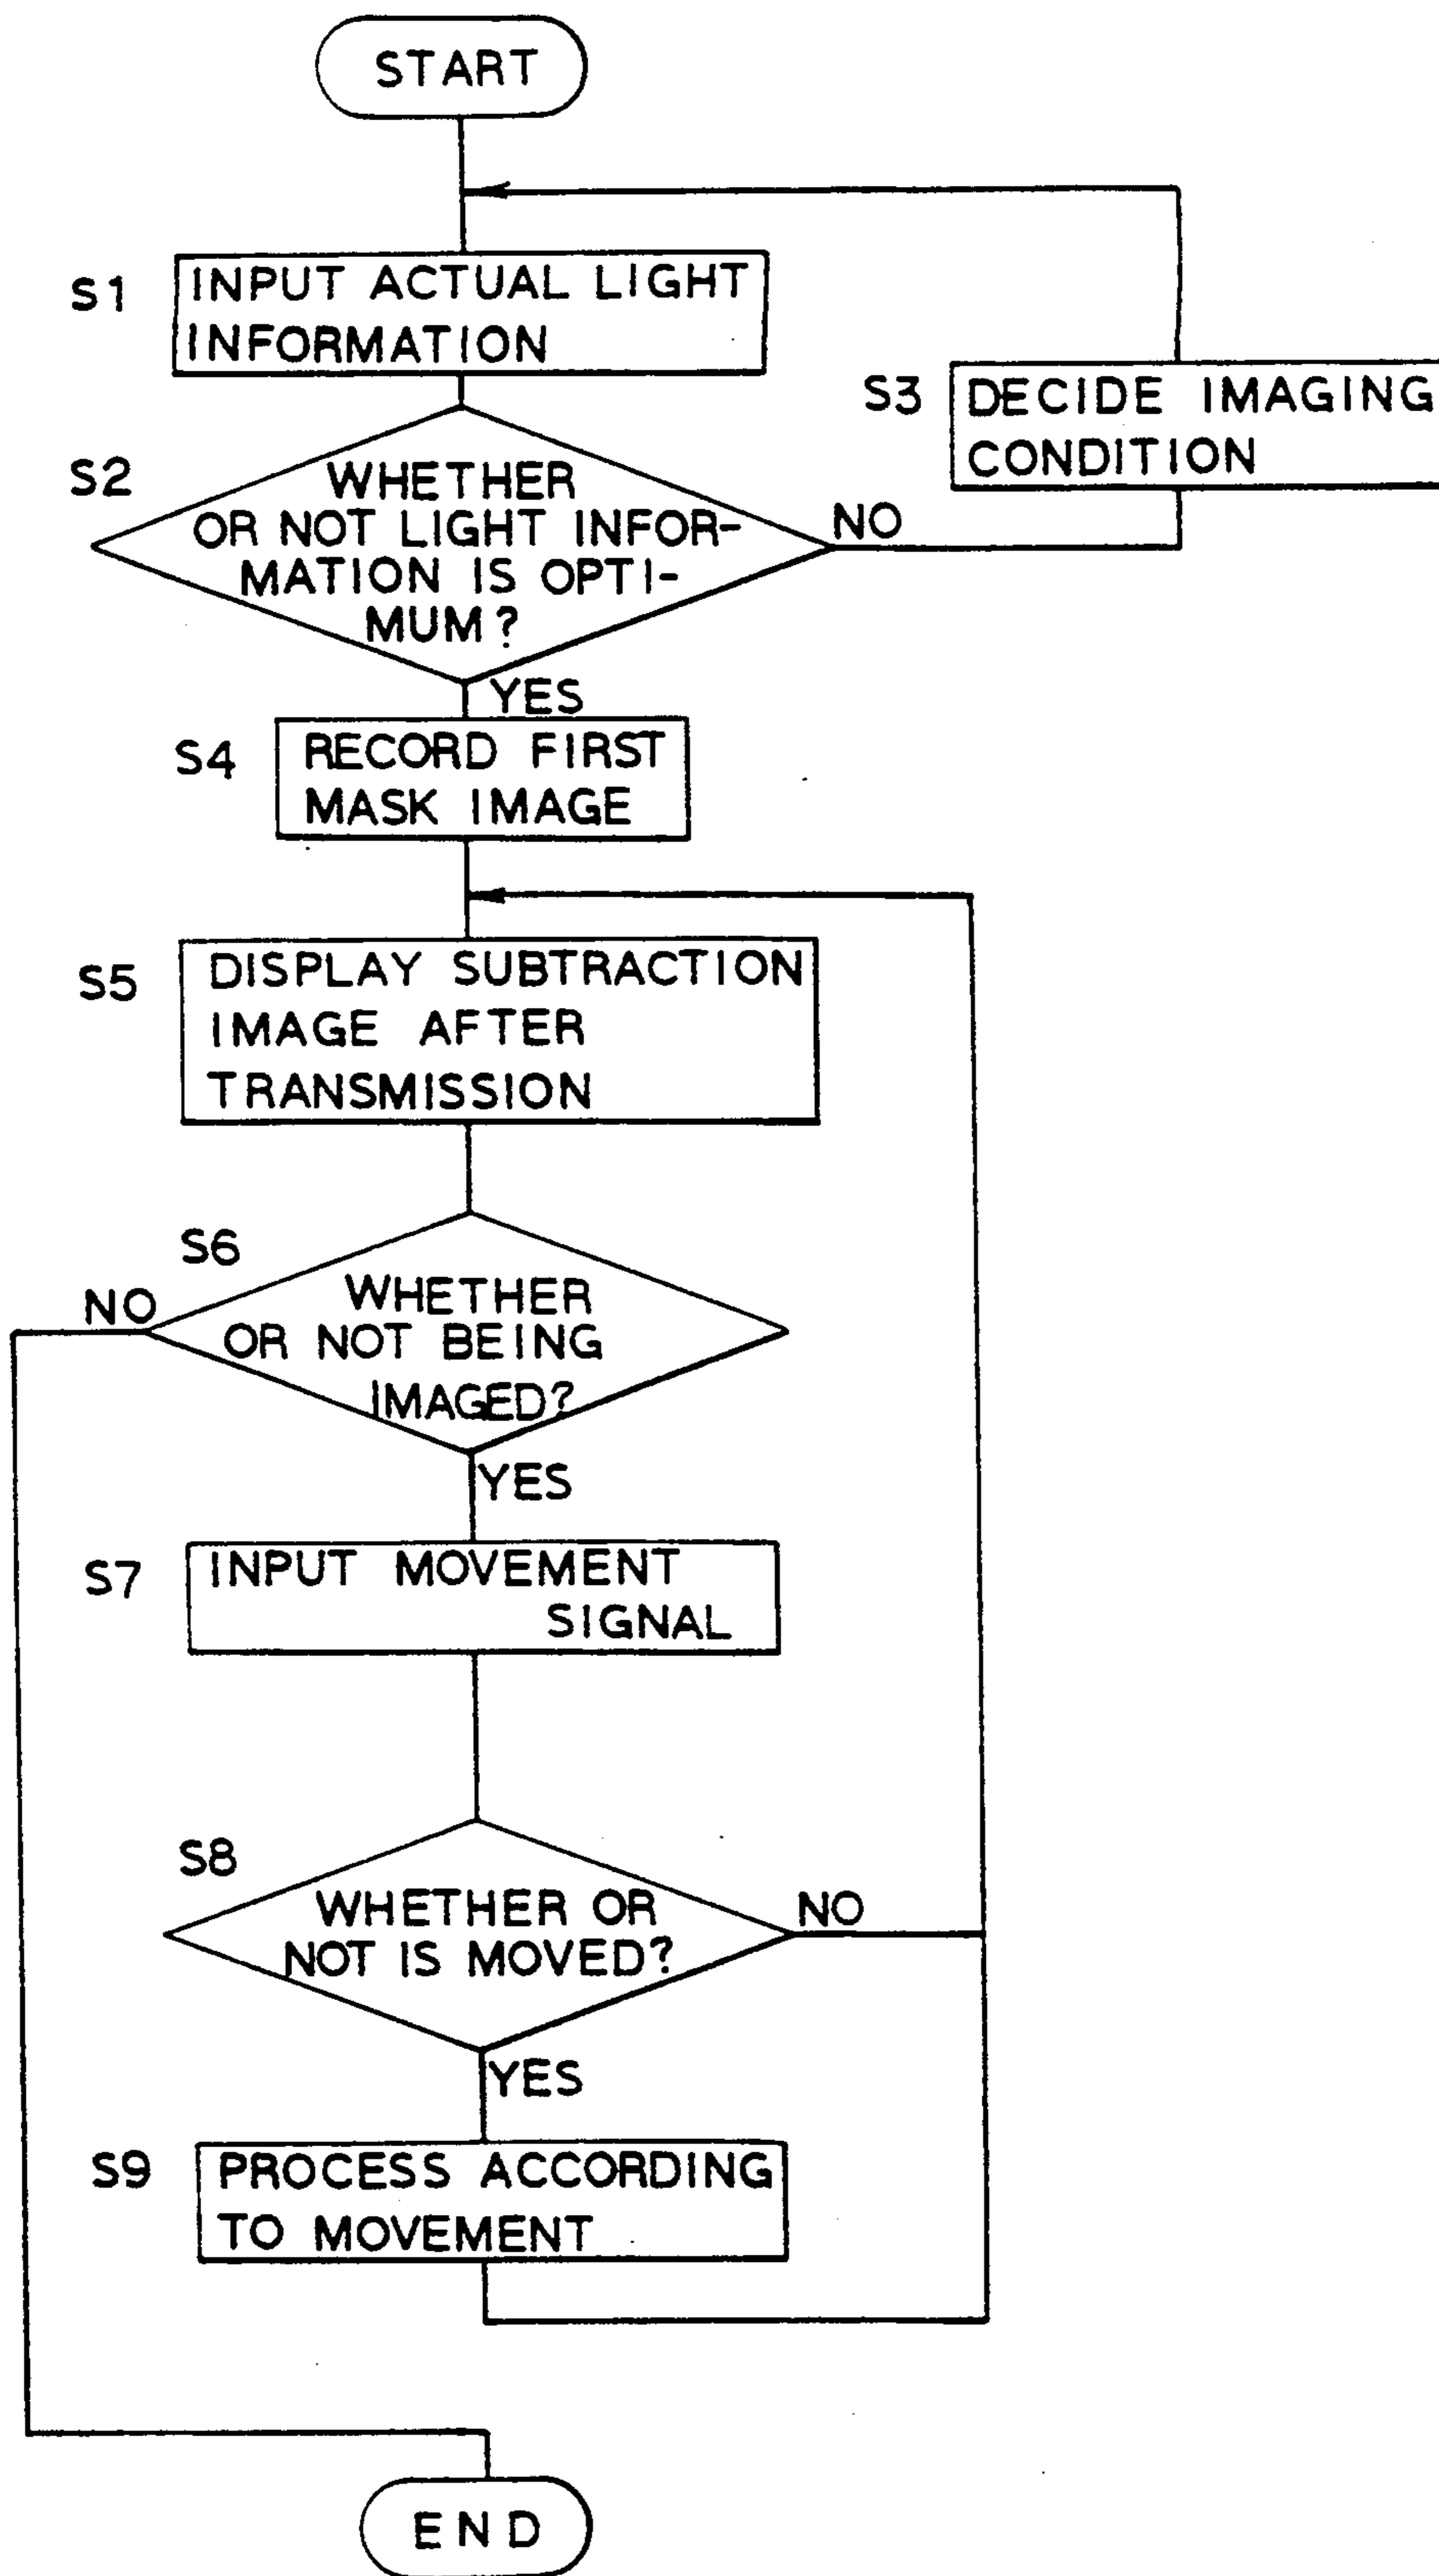 START
S1
INPUT ACTUAL LIGHT
INFORMATION
S3
DECIDE IMAGING
CONDITION
S2
WHETHER
OR NOT LIGHT INFOR-
MATION IS OPTI-
MUM?
NO
YES
S4
RECORD FIRST
MASK IMAGE
S5
DISPLAY SUBTRACTION
IMAGE AFTER
TRANSMISSION
S6
NO
WHETHER
OR NOT BEING
IMAGED?
YES
S7
INPUT MOVEMENT
SIGNAL
S8
WHETHER OR
NOT IS MOVED?
NO
YES
S9
PROCESS ACCORDING
TO MOVEMENT
END